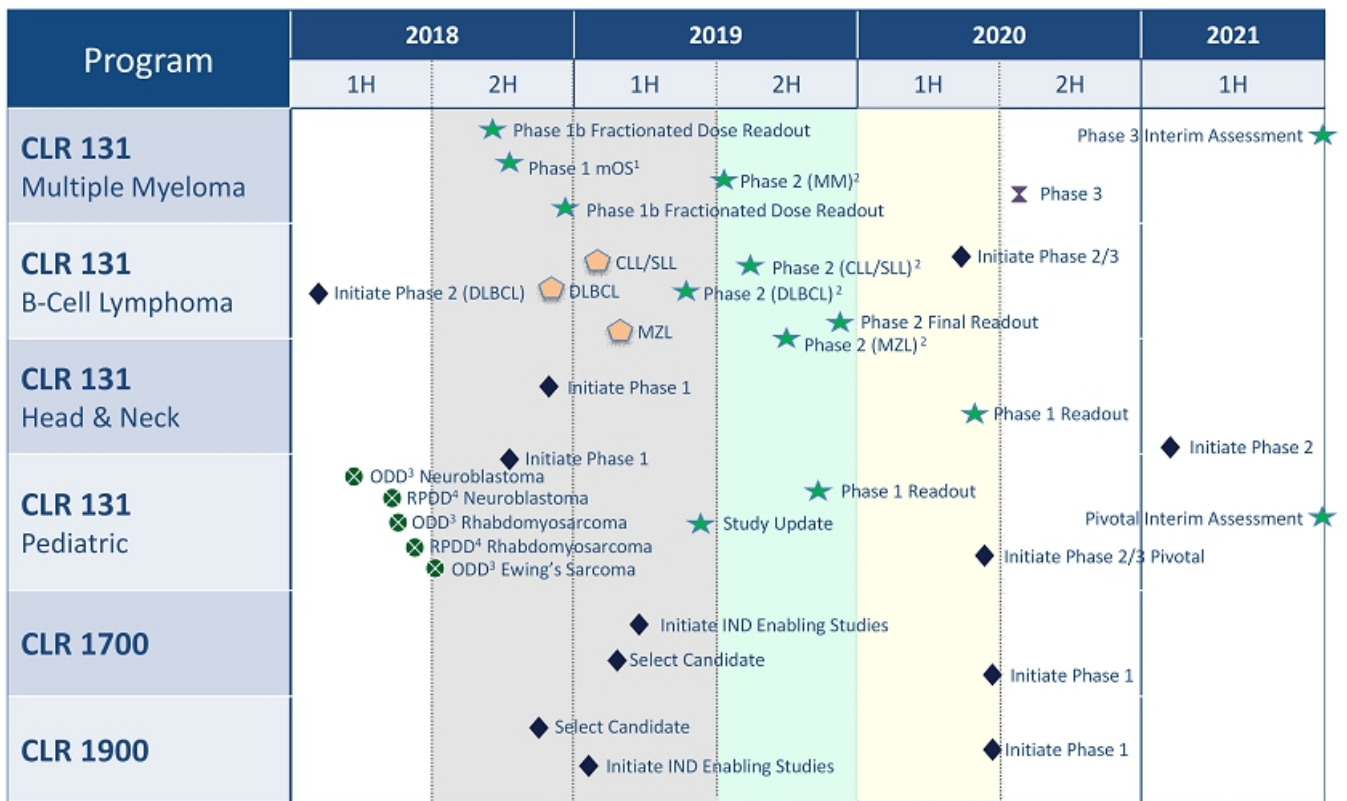 Program
2018
2019
2020
2021
1H
2H
1H
2H
1H
2H
1H
CLR 131
Multiple Myeloma
Phase 1b Fractionated Dose Readout
Phase 3 Interim Assessment
Phase 1 mOS¹
Phase 2 (MM)²
Phase 3
Phase 1b Fractionated Dose Readout
CLR 131
B-Cell Lymphoma
Initiate Phase 2/3
CLL/SLL
Phase 2 (CLL/SLL)²
Initiate Phase 2 (DLBCL)
DLBCL
Phase 2 (DLBCL)²
Phase 2 Final Readout
MZL
Phase 2 (MZL)²
CLR 131
Head & Neck
Initiate Phase 1
Phase 1 Readout
Initiate Phase 2
CLR 131
Pediatric
Initiate Phase 1
ODD³ Neuroblastoma
RPDD⁴ Neuroblastoma
Phase 1 Readout
ODD³ Rhabdomyosarcoma
Study Update
Pivotal Interim Assessment
RPDD⁴ Rhabdomyosarcoma
Initiate Phase 2/3 Pivotal
ODD³ Ewing’s Sarcoma
CLR 1700
Initiate IND Enabling Studies
Select Candidate
Initiate Phase 1
CLR 1900
Select Candidate
Initiate Phase 1
Initiate IND Enabling Studies